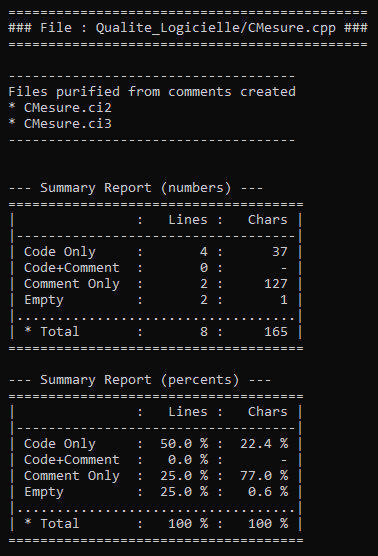 =============================================
### File : Qualite_Logicielle/CMesure.cpp ###
=============================================
------------------------------------
Files purified from comments created
* CMesure.ci2
* CMesure.ci3
------------------------------------
--- Summary Report (numbers) ---
=====================================
|               :   Lines :   Chars |
|-----------------------------------|
| Code Only     :       4 :      37 |
| Code+Comment  :       0 :       - |
| Comment Only  :       2 :     127 |
| Empty         :       2 :       1 |
|...................................|
| * Total       :       8 :     165 |
=====================================
--- Summary Report (percents) ---
=====================================
|               :   Lines :   Chars |
|-----------------------------------|
| Code Only     :  50.0 % :  22.4 % |
| Code+Comment  :   0.0 % :       - |
| Comment Only  :  25.0 % :  77.0 % |
| Empty         :  25.0 % :   0.6 % |
|...................................|
| * Total       :   100 % :   100 % |
=====================================